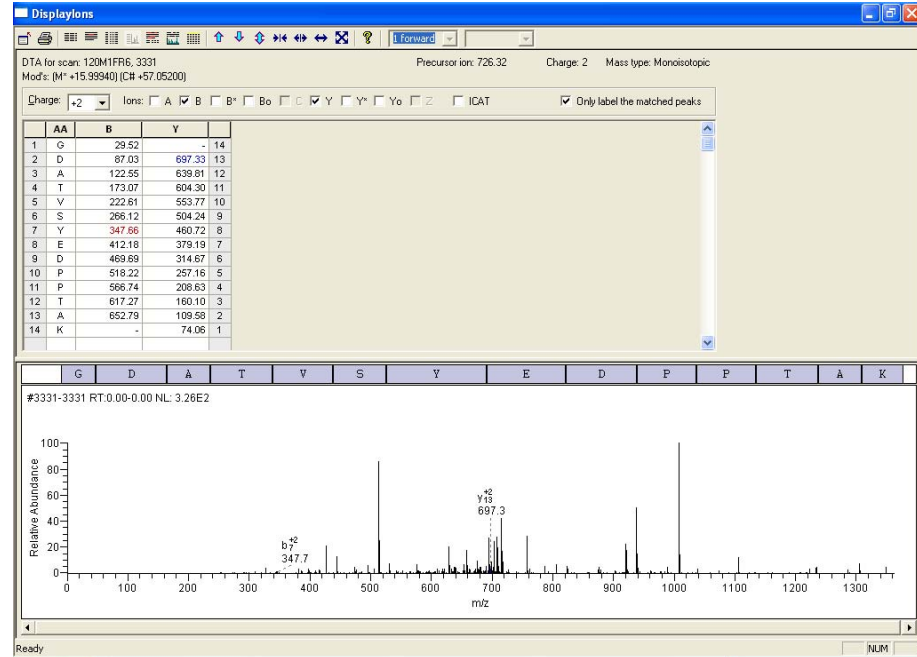 DisplayIons
1 forward
DTA for scan: 120M1FR6, 3331 Precursor ion: 726.32 Charge: 2 Mass type: Monoisotopic
Mod's: (M* +15.99940) (C# +57.05200)
Charge: +2 Ions: A B B* Bo C Y Y* Yo Z ICAT Only label the matched peaks
AA B Y
1 G 29.52 - 14
2 D 87.03 697.33 13
3 A 122.55 639.81 12
4 T 173.07 604.30 11
5 V 222.61 553.77 10
6 S 266.12 504.24 9
7 Y 347.66 460.72 8
8 E 412.18 379.19 7
9 D 469.69 314.67 6
10 P 518.22 257.16 5
11 P 566.74 208.63 4
12 T 617.27 160.10 3
13 A 652.79 109.58 2
14 K - 74.06 1
G D A T V S Y E D P P T A K
#3331-3331 RT:0.00-0.00 NL: 3.26E2
Relative Abundance
100
80
60
40
20
0
y13+2
697.3
b7+2
347.7
0 100 200 300 400 500 600 700 800 900 1000 1100 1200 1300
m/z
Ready NUM